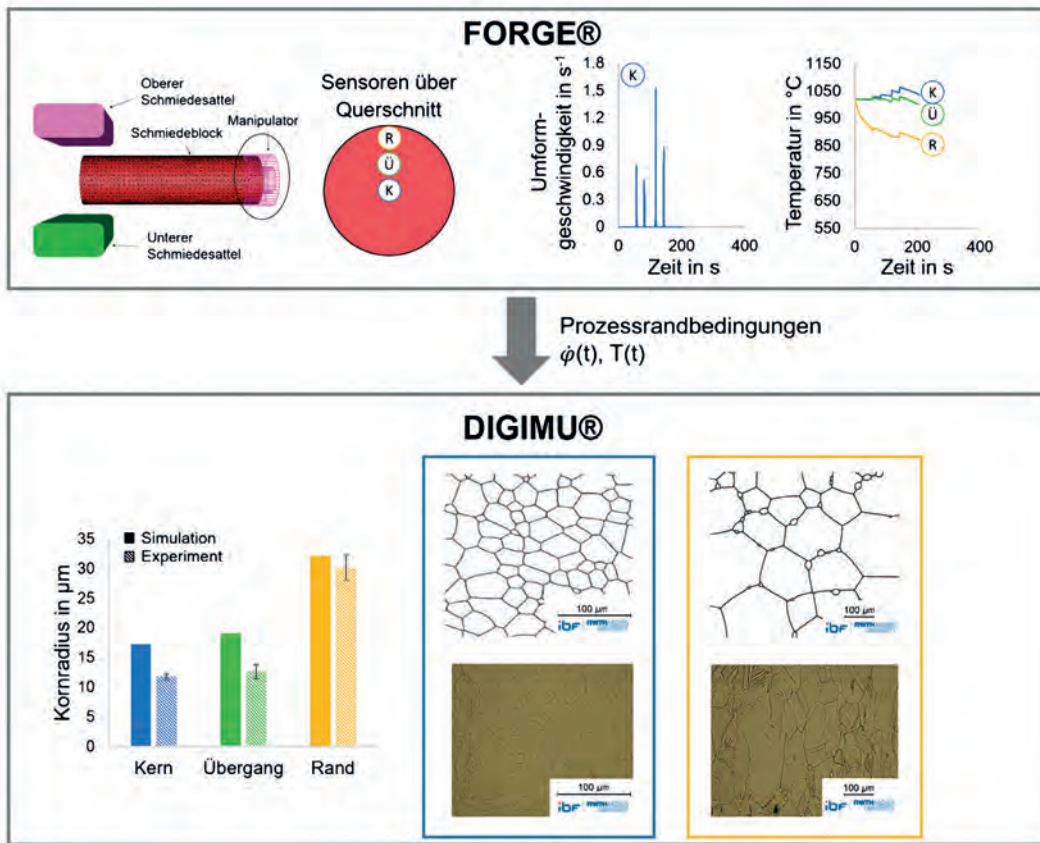 FORGE®
Oberer
Schmiedesattel
Schmiedeblock
Manipulator
Unterer
Schmiedesattel
Sensoren über
Querschnitt
R
Ü
K
Umform-
geschwindigkeit in s⁻¹
1.8
1.5
1.2
0.9
0.6
0.3
0
K
0
200
400
Zeit in s
Temperatur in °C
1150
1050
950
850
750
650
550
K
Ü
R
0
200
400
Zeit in s
Prozessrandbedingungen
φ̇(t), T(t)
DIGIMU®
Kornradius in µm
35
30
25
20
15
10
5
0
Simulation
Experiment
Kern
Übergang
Rand
100 µm
ibf RWTH
100 µm
ibf RWTH
100 µm
ibf RWTH
100 µm
ibf RWTH